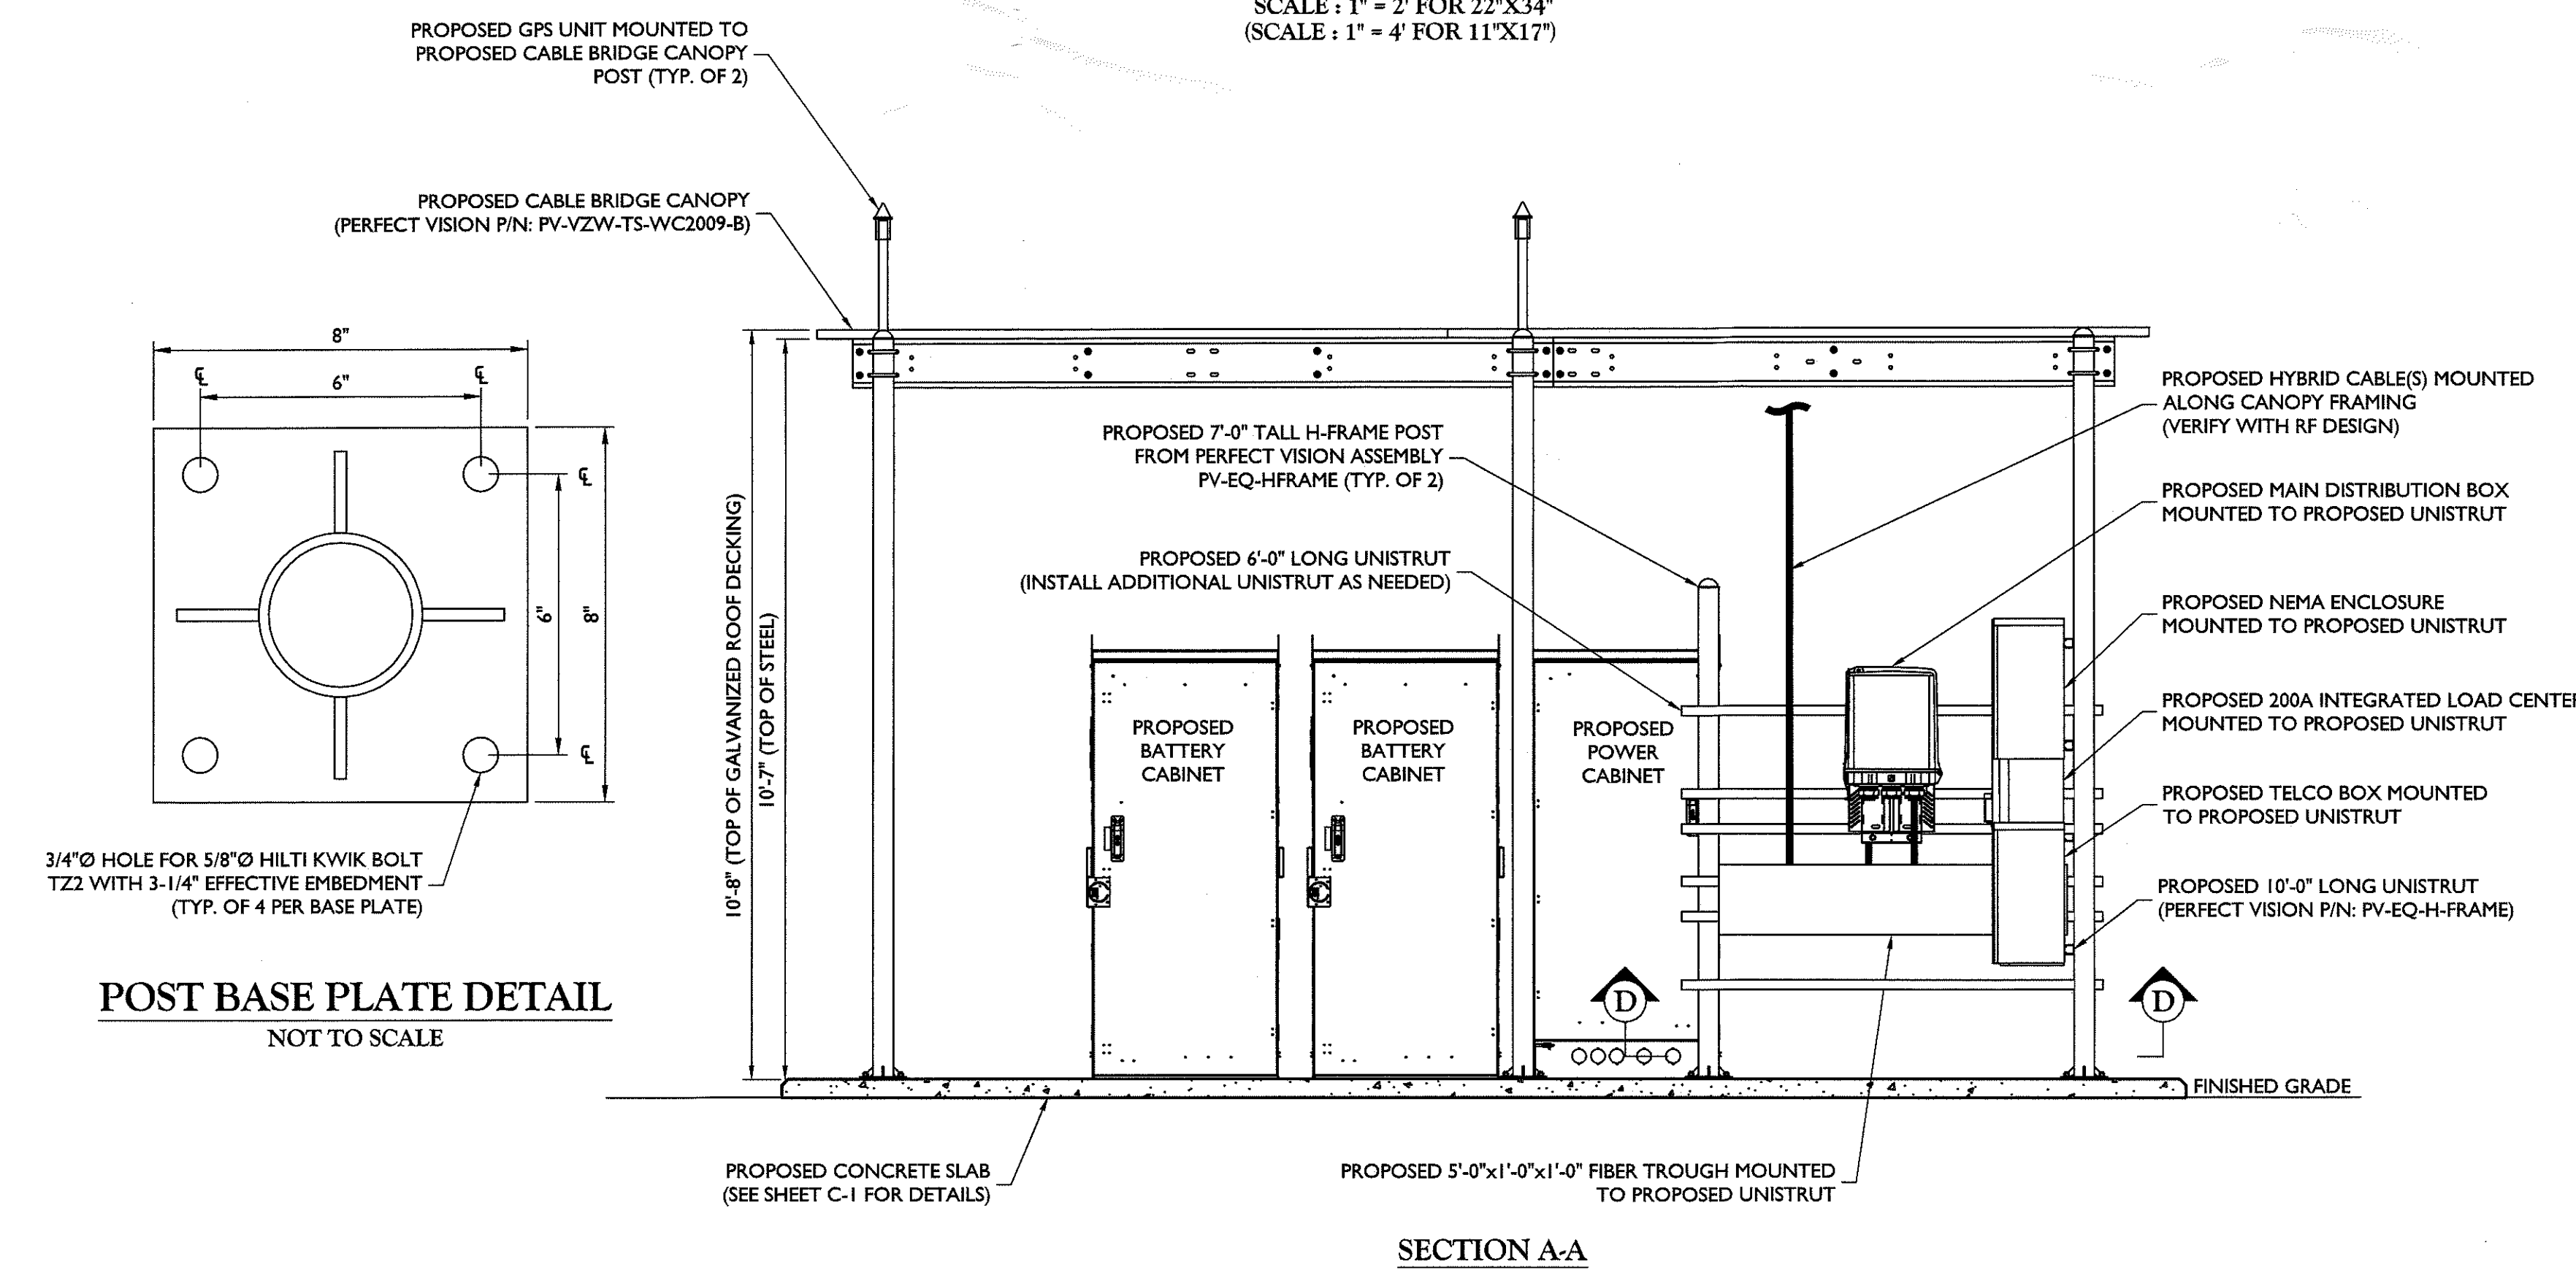 SCALE : 1" = 2' FOR 22"X34"
(SCALE : 1" = 4' FOR 11"X17")
PROPOSED GPS UNIT MOUNTED TO
PROPOSED CABLE BRIDGE CANOPY
POST (TYP. OF 2)
PROPOSED CABLE BRIDGE CANOPY
(PERFECT VISION P/N: PV-VZW-TS-WC2009-B)
8"
℄
℄
6"
℄
6"
8"
℄
3/4"Ø HOLE FOR 5/8"Ø HILTI KWIK BOLT
TZ2 WITH 3-1/4" EFFECTIVE EMBEDMENT
(TYP. OF 4 PER BASE PLATE)
POST BASE PLATE DETAIL
NOT TO SCALE
10'-8" (TOP OF GALVANIZED ROOF DECKING)
10'-7" (TOP OF STEEL)
PROPOSED 7'-0" TALL H-FRAME POST
FROM PERFECT VISION ASSEMBLY
PV-EQ-HFRAME (TYP. OF 2)
PROPOSED 6'-0" LONG UNISTRUT
(INSTALL ADDITIONAL UNISTRUT AS NEEDED)
PROPOSED
BATTERY
CABINET
PROPOSED
BATTERY
CABINET
PROPOSED
POWER
CABINET
PROPOSED HYBRID CABLE(S) MOUNTED
ALONG CANOPY FRAMING
(VERIFY WITH RF DESIGN)
PROPOSED MAIN DISTRIBUTION BOX
MOUNTED TO PROPOSED UNISTRUT
PROPOSED NEMA ENCLOSURE
MOUNTED TO PROPOSED UNISTRUT
PROPOSED 200A INTEGRATED LOAD CENTER
MOUNTED TO PROPOSED UNISTRUT
PROPOSED TELCO BOX MOUNTED
TO PROPOSED UNISTRUT
PROPOSED 10'-0" LONG UNISTRUT
(PERFECT VISION P/N: PV-EQ-H-FRAME)
D
D
FINISHED GRADE
PROPOSED CONCRETE SLAB
(SEE SHEET C-1 FOR DETAILS)
PROPOSED 5'-0"x1'-0"x1'-0" FIBER TROUGH MOUNTED
TO PROPOSED UNISTRUT
SECTION A-A